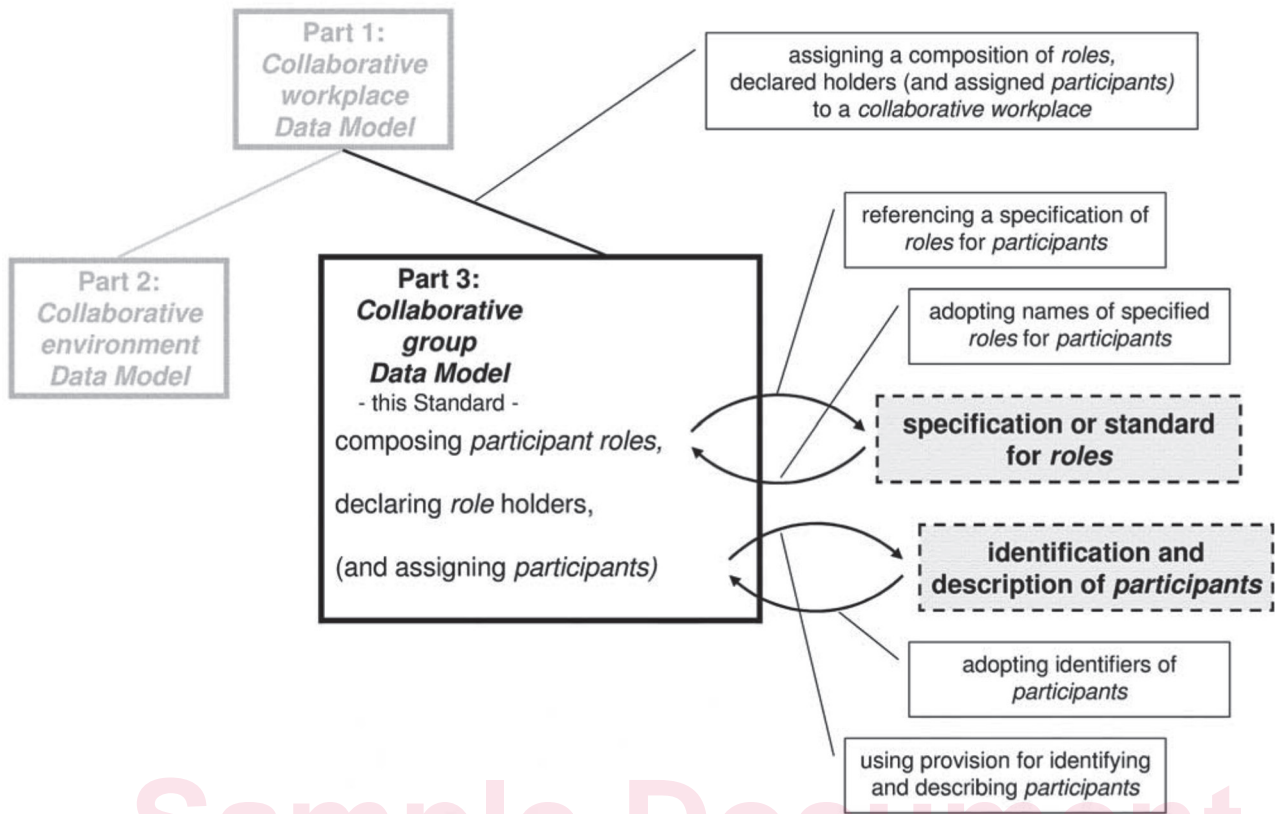 Part 1:
Collaborative
workplace
Data Model
assigning a composition of roles,
declared holders (and assigned participants)
to a collaborative workplace
referencing a specification of
roles for participants
Part 2:
Collaborative
environment
Data Model
Part 3:
Collaborative
group
Data Model
- this Standard -
composing participant roles,
declaring role holders,
(and assigning participants)
adopting names of specified
roles for participants
specification or standard
for roles
identification and
description of participants
adopting identifiers of
participants
using provision for identifying
and describing participants
Sample Document